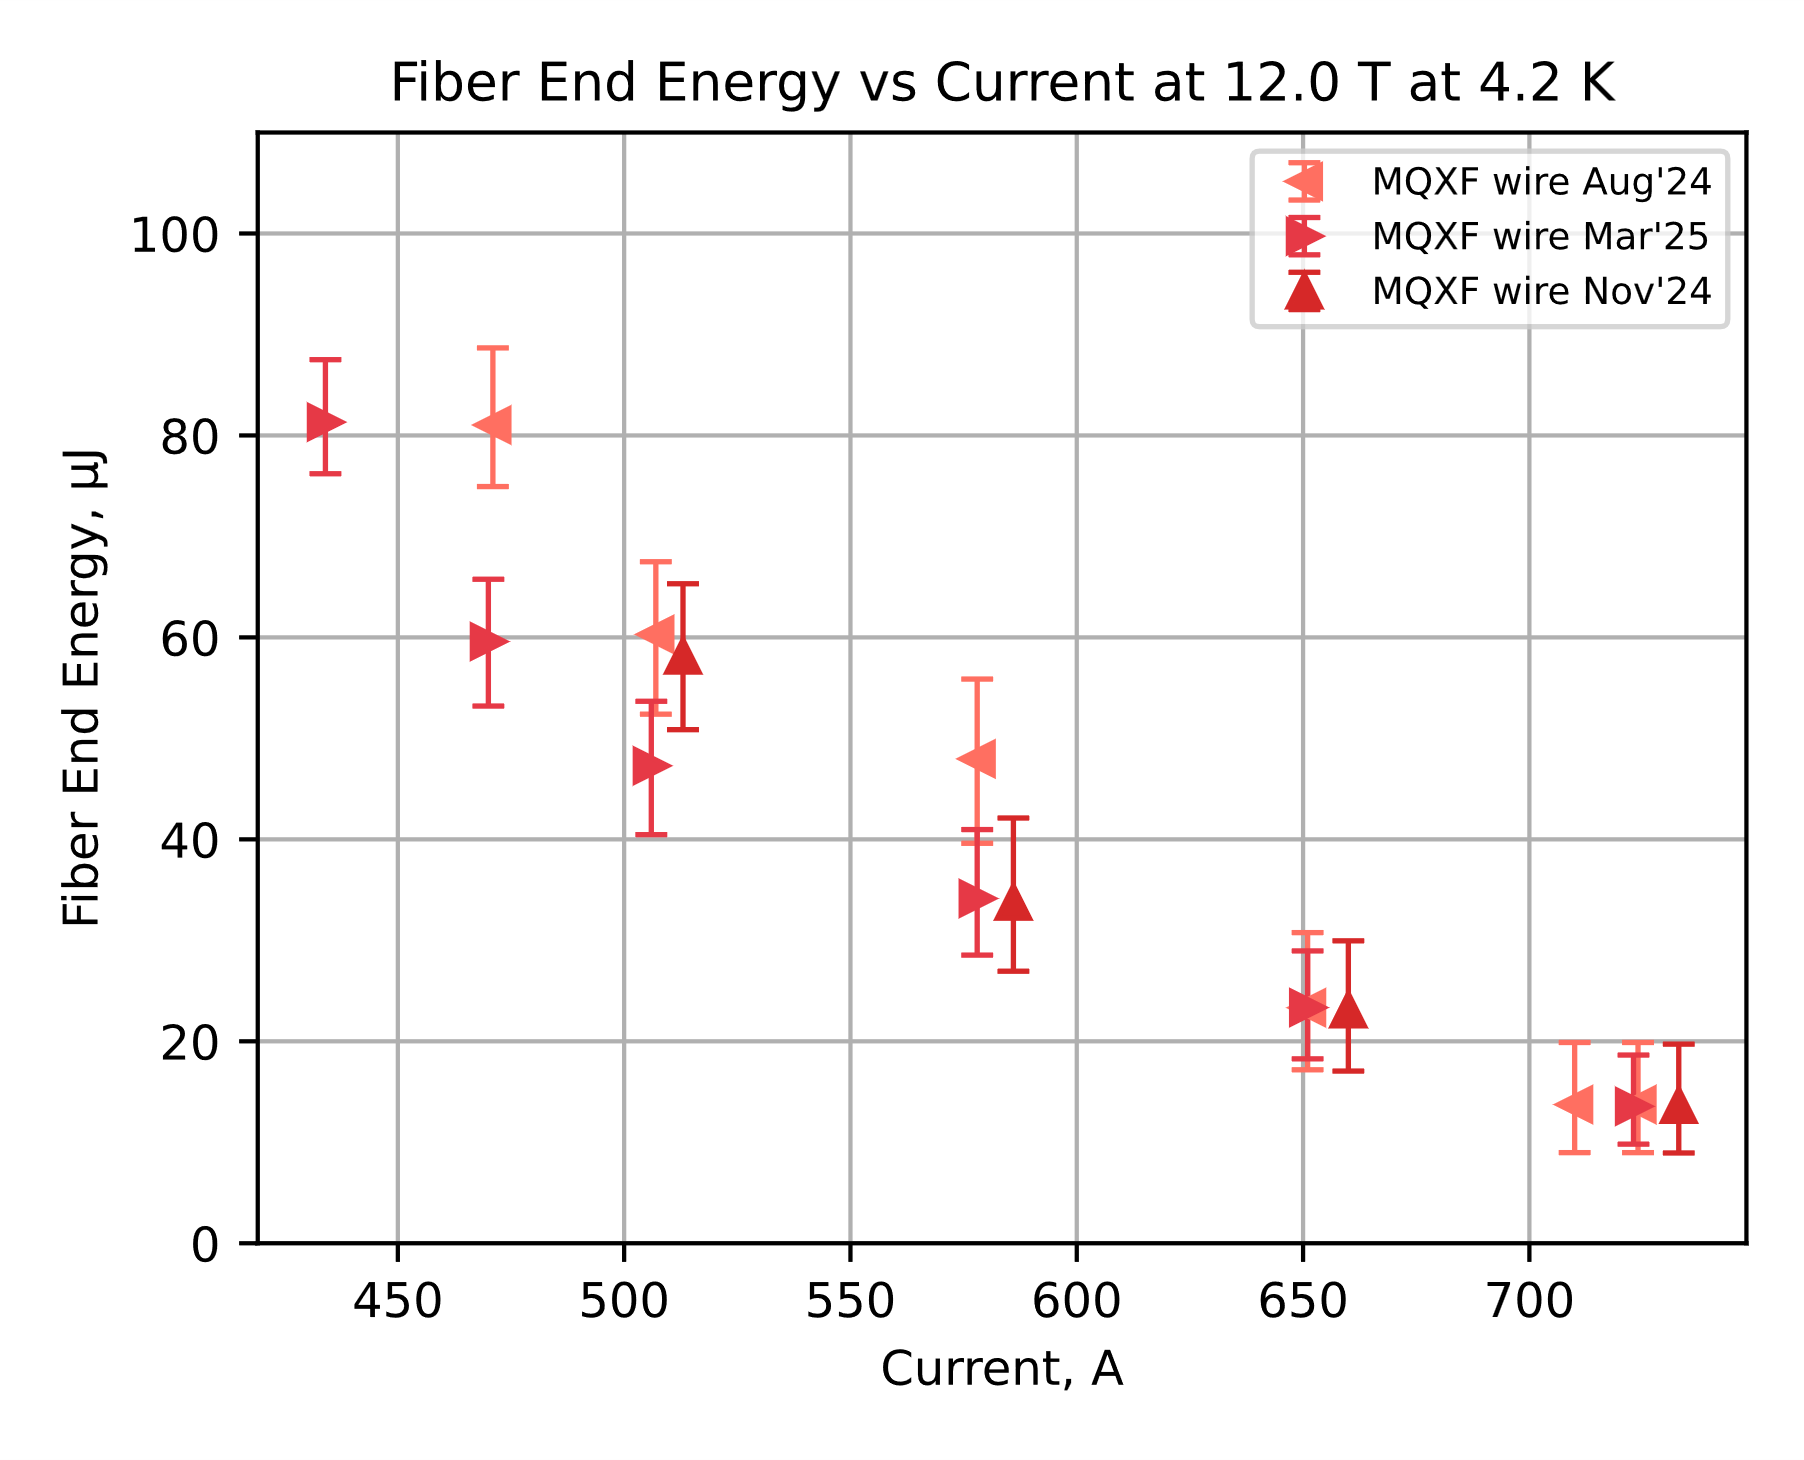 Fiber End Energy vs Current at 12.0 T at 4.2 K
MQXF wire Aug'24
MQXF wire Mar'25
MQXF wire Nov'24
Fiber End Energy, µJ
100
80
60
40
20
0
450 500 550 600 650 700
Current, A